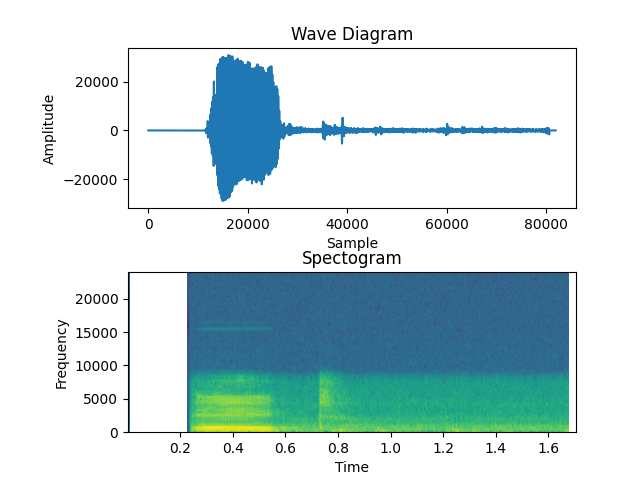 Wave Diagram
20000
0
−20000
Amplitude
0 20000 40000 60000 80000
Sample
Spectogram
20000
15000
10000
5000
0
Frequency
0.2 0.4 0.6 0.8 1.0 1.2 1.4 1.6
Time